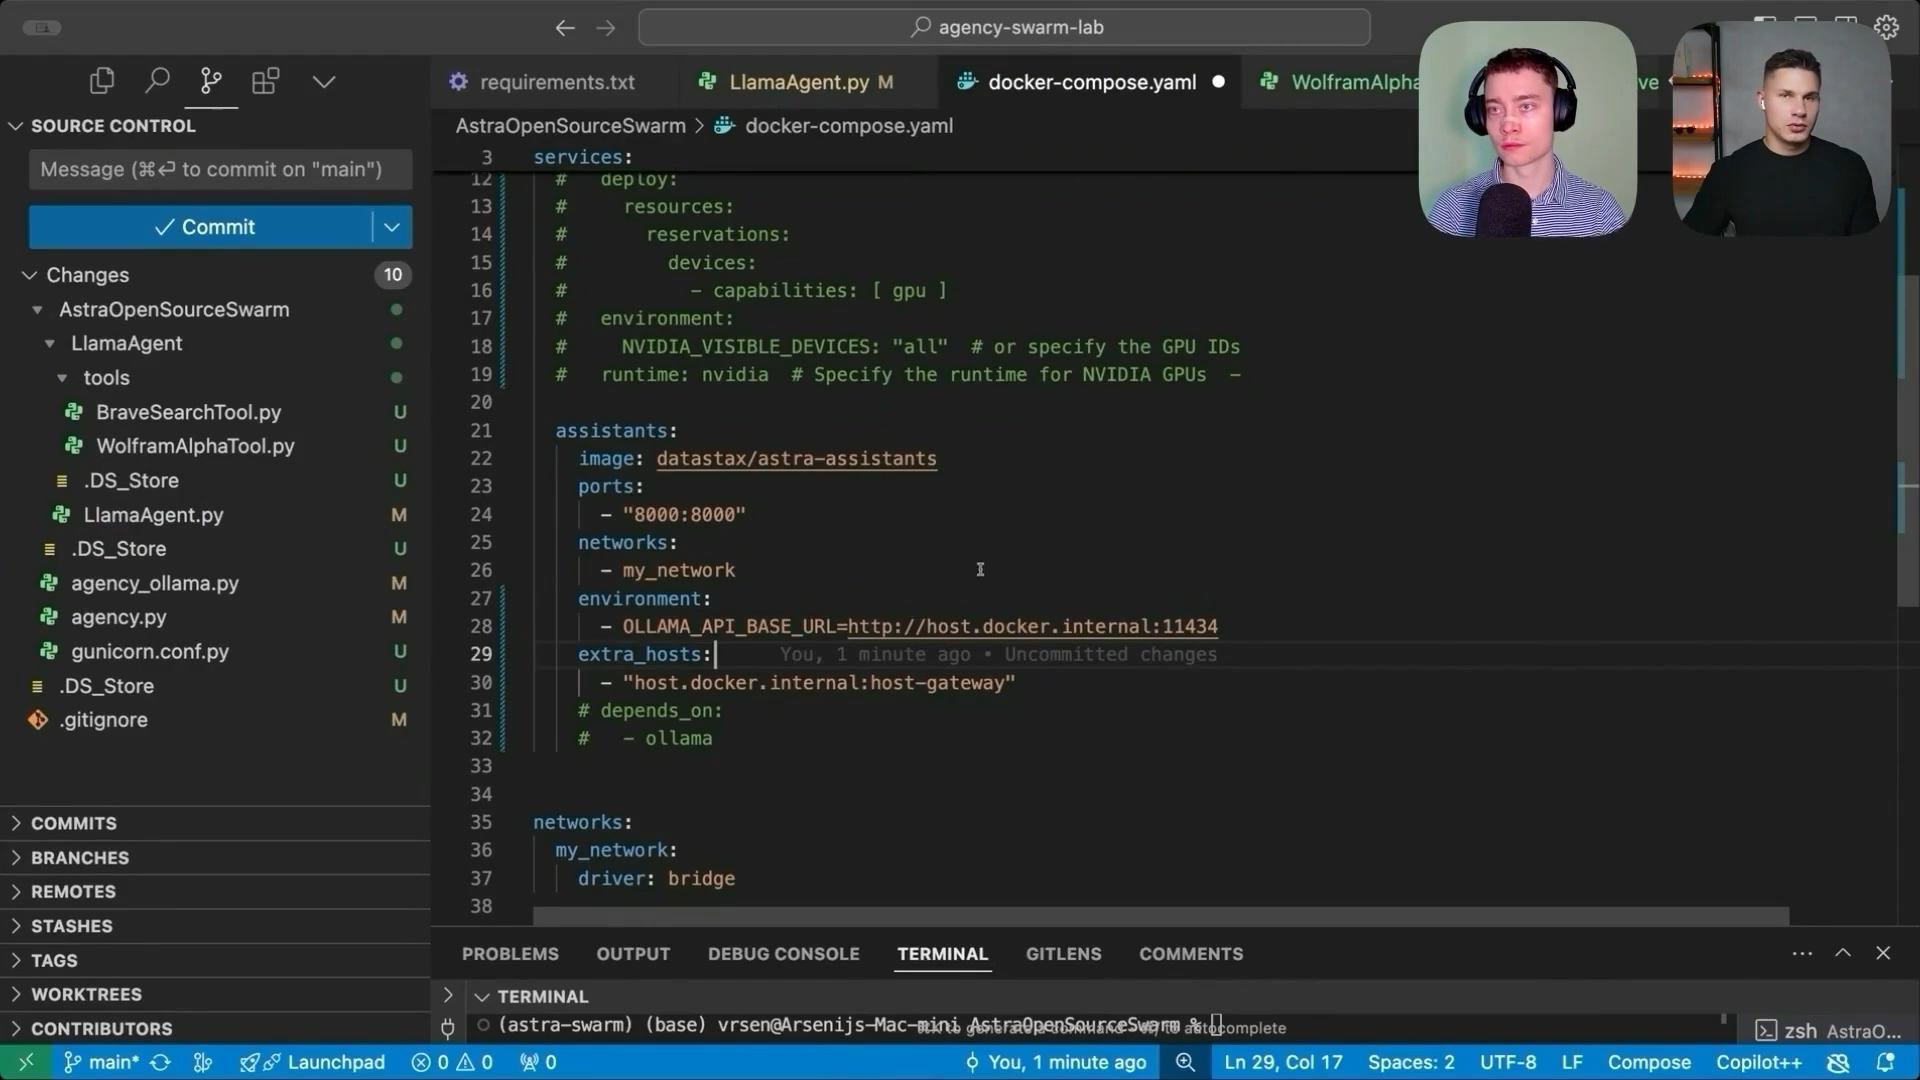 agency-swarm-lab
requirements.txt
LlamaAgent.py M
docker-compose.yaml
WolframAlpha
ve
SOURCE CONTROL
AstraOpenSourceSwarm > docker-compose.yaml
Message (⌘⏎ to commit on "main")
Commit
Changes 10
AstraOpenSourceSwarm
LlamaAgent
tools
BraveSearchTool.py U
WolframAlphaTool.py U
.DS_Store U
LlamaAgent.py M
.DS_Store U
agency_ollama.py M
agency.py M
gunicorn.conf.py U
.DS_Store U
.gitignore M
COMMITS
BRANCHES
REMOTES
STASHES
TAGS
WORKTREES
CONTRIBUTORS
3 services:
12 # deploy:
13 # resources:
14 # reservations:
15 # devices:
16 # - capabilities: [ gpu ]
17 # environment:
18 # NVIDIA_VISIBLE_DEVICES: "all" # or specify the GPU IDs
19 # runtime: nvidia # Specify the runtime for NVIDIA GPUs -
20
21 assistants:
22 image: datastax/astra-assistants
23 ports:
24 - "8000:8000"
25 networks:
26 - my_network
27 environment:
28 - OLLAMA_API_BASE_URL=http://host.docker.internal:11434
29 extra_hosts: You, 1 minute ago • Uncommitted changes
30 - "host.docker.internal:host-gateway"
31 # depends_on:
32 # - ollama
33
34
35 networks:
36 my_network:
37 driver: bridge
38
PROBLEMS OUTPUT DEBUG CONSOLE TERMINAL GITLENS COMMENTS
TERMINAL
(astra-swarm) (base) vrsen@Arsenijs-Mac-mini AstraOpenSourceSwarm %
zsh AstraO...
main* Launchpad 0 0 0 You, 1 minute ago Ln 29, Col 17 Spaces: 2 UTF-8 LF Compose Copilot++